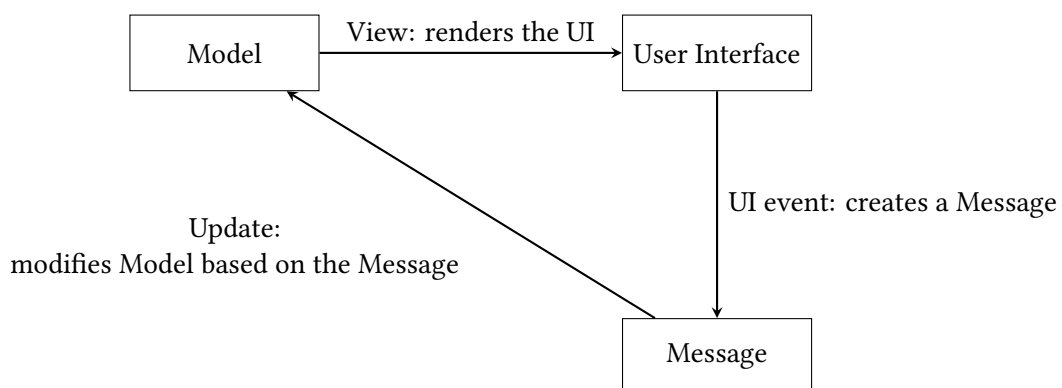 View: renders the UI
Model
User Interface
UI event: creates a Message
Update:
modifies Model based on the Message
Message